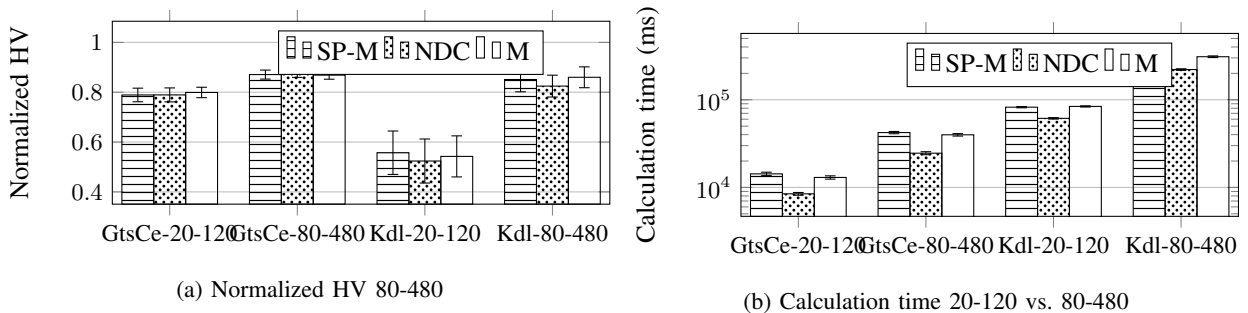 Normalized HV
1
0.8
0.6
0.4
SP-M NDC M
GtsCe-20-120 GtsCe-80-480 Kdl-20-120 Kdl-80-480
(a) Normalized HV 80-480
Calculation time (ms)
10^5
10^4
SP-M NDC M
GtsCe-20-120 GtsCe-80-480 Kdl-20-120 Kdl-80-480
(b) Calculation time 20-120 vs. 80-480